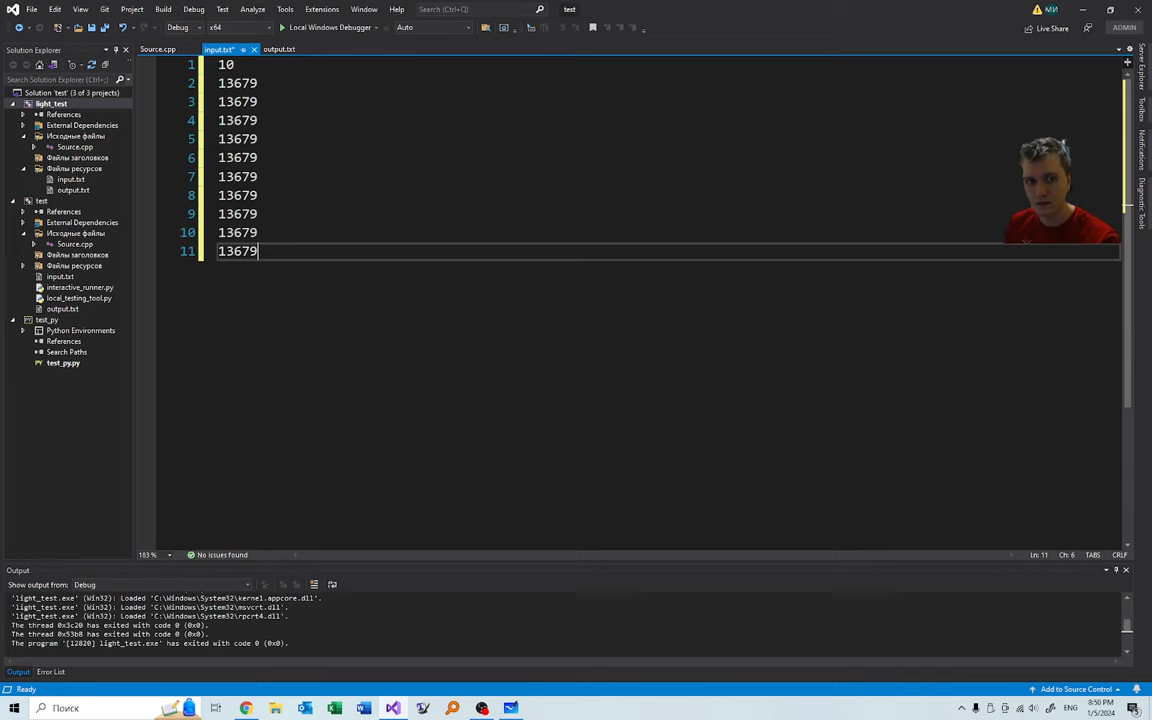 File Edit View Git Project Build Debug Test Analyze Tools Extensions Window Help Search (Ctrl+Q) test МИ
Debug x64 Local Windows Debugger Auto Live Share ADMIN
Solution Explorer
Search Solution Explorer (Ctrl+;)
Solution 'test' (3 of 3 projects)
light_test
References
External Dependencies
Исходные файлы
Source.cpp
Файлы заголовков
Файлы ресурсов
input.txt
output.txt
test
References
External Dependencies
Исходные файлы
Source.cpp
Файлы заголовков
Файлы ресурсов
input.txt
interactive_runner.py
local_testing_tool.py
output.txt
test_py
Python Environments
References
Search Paths
test_py.py
Source.cpp input.txt* output.txt
1 10
2 13679
3 13679
4 13679
5 13679
6 13679
7 13679
8 13679
9 13679
10 13679
11 13679
183 % No issues found Ln: 11 Ch: 6 TABS CRLF
Server Explorer
Toolbox
Notifications
Diagnostic Tools
Output
Show output from: Debug
'light_test.exe' (Win32): Loaded 'C:\Windows\System32\kernel.appcore.dll'.
'light_test.exe' (Win32): Loaded 'C:\Windows\System32\msvcrt.dll'.
'light_test.exe' (Win32): Loaded 'C:\Windows\System32\rpcrt4.dll'.
The thread 0x3c20 has exited with code 0 (0x0).
The thread 0x53b8 has exited with code 0 (0x0).
The program '[12820] light_test.exe' has exited with code 0 (0x0).
Output Error List
Ready Add to Source Control
Поиск ENG 8:50 PM
1/5/2024